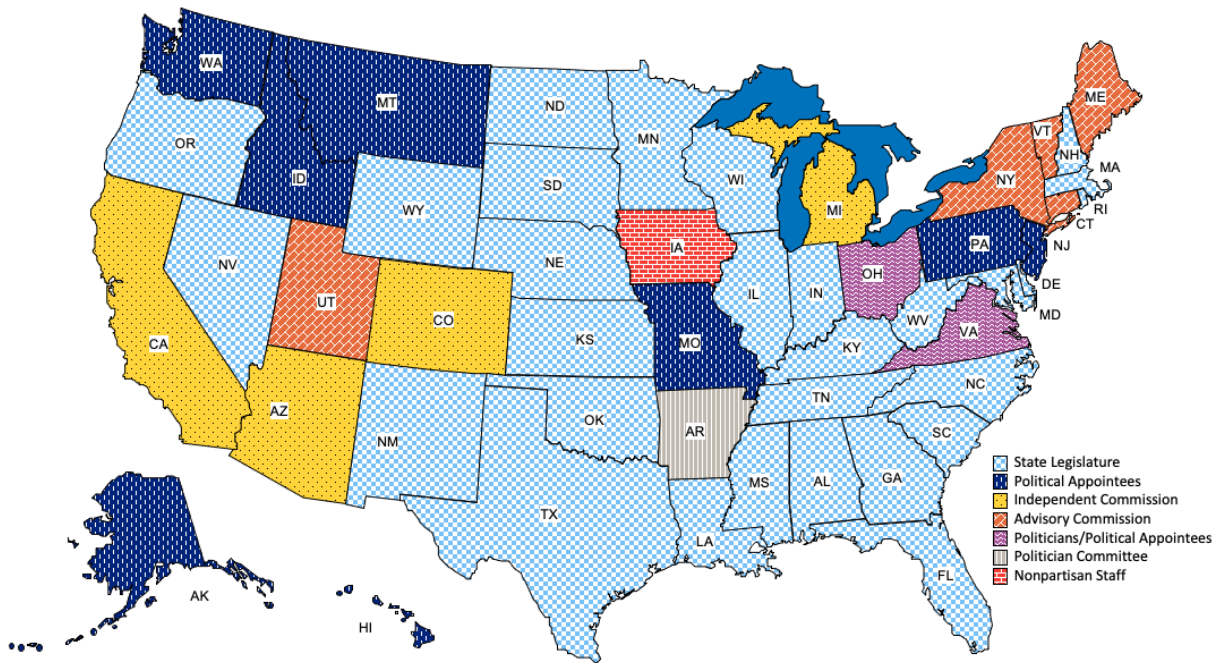 WA
MT
ND
MN
ME
VT
NH
OR
ID
SD
WI
NY
MA
WY
MI
RI
CT
IA
PA
NJ
NV
NE
OH
UT
IL
IN
DE
CO
WV
MD
CA
KS
MO
KY
VA
AZ
NM
OK
AR
TN
NC
SC
MS
AL
GA
TX
LA
FL
AK
HI
State Legislature
Political Appointees
Independent Commission
Advisory Commission
Politicians/Political Appointees
Politician Committee
Nonpartisan Staff